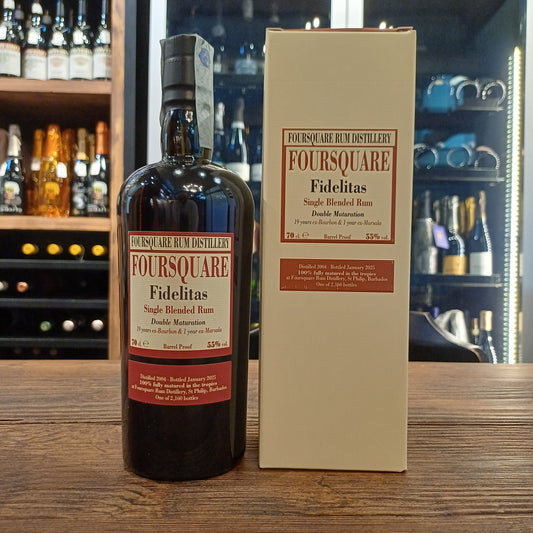 FOURSQUARE RUM DISTILLERY
FOURSQUARE
Fidelitas
Single Blended Rum
Double Maturation
19 years ex-Bourbon & 1 year ex-Marsala
70 cl. e
Barrel Proof
55% vol.
Distilled 2004 - Bottled January 2025
100% fully matured in the tropics
at Foursquare Rum Distillery, St Philip, Barbados
One of 2,160 bottles
FOURSQUARE RUM DISTILLERY
FOURSQUARE
Fidelitas
Single Blended Rum
Double Maturation
19 years ex-Bourbon & 1 year ex-Marsala
70 cl. e
Barrel Proof
55% vol.
Distilled 2004 - Bottled January 2025
100% fully matured in the tropics
at Foursquare Rum Distillery, St Philip, Barbados
One of 2,160 bottles